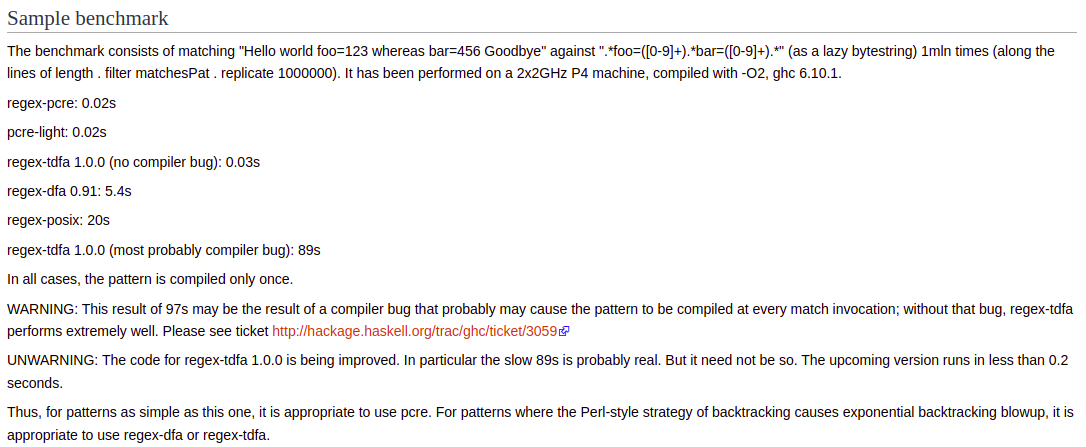 Sample benchmark
The benchmark consists of matching "Hello world foo=123 whereas bar=456 Goodbye" against ".*foo=([0-9]+).*bar=([0-9]+).*" (as a lazy bytestring) 1mln times (along the
lines of length . filter matchesPat . replicate 1000000). It has been performed on a 2x2GHz P4 machine, compiled with -O2, ghc 6.10.1.
regex-pcre: 0.02s
pcre-light: 0.02s
regex-tdfa 1.0.0 (no compiler bug): 0.03s
regex-dfa 0.91: 5.4s
regex-posix: 20s
regex-tdfa 1.0.0 (most probably compiler bug): 89s
In all cases, the pattern is compiled only once.
WARNING: This result of 97s may be the result of a compiler bug that probably may cause the pattern to be compiled at every match invocation; without that bug, regex-tdfa
performs extremely well. Please see ticket http://hackage.haskell.org/trac/ghc/ticket/3059
UNWARNING: The code for regex-tdfa 1.0.0 is being improved. In particular the slow 89s is probably real. But it need not be so. The upcoming version runs in less than 0.2
seconds.
Thus, for patterns as simple as this one, it is appropriate to use pcre. For patterns where the Perl-style strategy of backtracking causes exponential backtracking blowup, it is
appropriate to use regex-dfa or regex-tdfa.